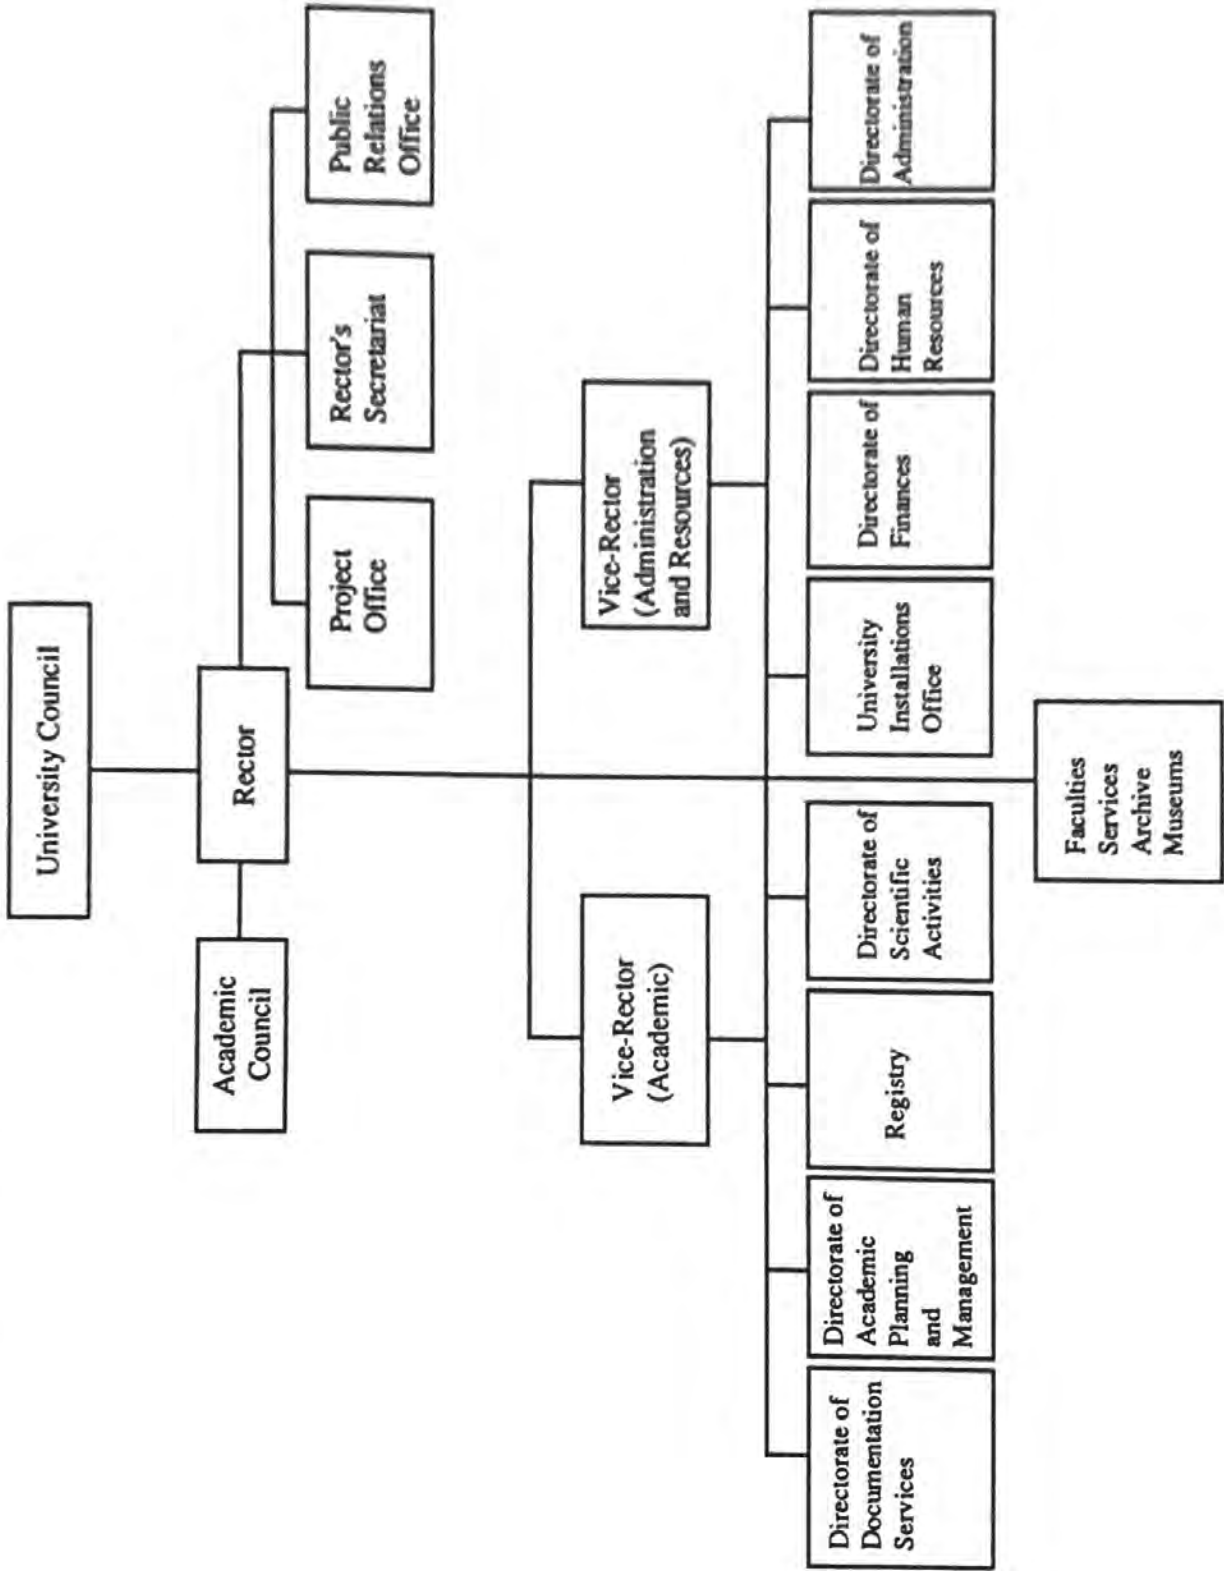 University Council
Academic
Council
Rector
Project
Office
Rector's
Secretariat
Public
Relations
Office
Vice-Rector
(Academic)
Vice-Rector
(Administration
and Resources)
Directorate of
Documentation
Services
Directorate of
Academic
Planning
and
Management
Registry
Directorate of
Scientific
Activities
University
Installations
Office
Directorate of
Finances
Directorate of
Human
Resources
Directorate of
Administration
Faculties
Services
Archive
Museums